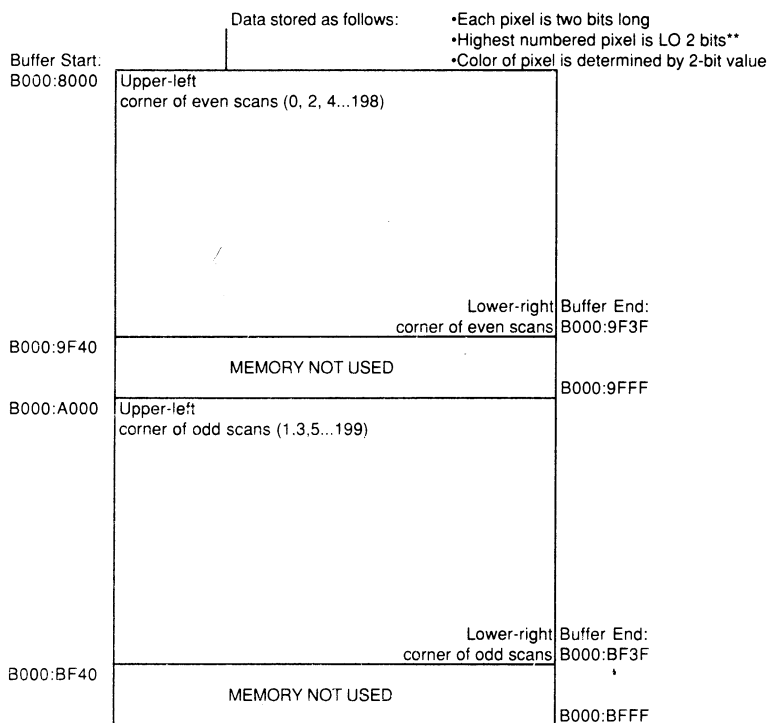 Data stored as follows:
•Each pixel is two bits long
•Highest numbered pixel is LO 2 bits**
•Color of pixel is determined by 2-bit value
Buffer Start:
B000:8000
Upper-left
corner of even scans (0, 2, 4...198)
Lower-right
corner of even scans
Buffer End:
B000:9F3F
B000:9F40
MEMORY NOT USED
B000:9FFF
B000:A000
Upper-left
corner of odd scans (1.3,5...199)
Lower-right
corner of odd scans
Buffer End:
B000:BF3F
B000:BF40
MEMORY NOT USED
B000:BFFF